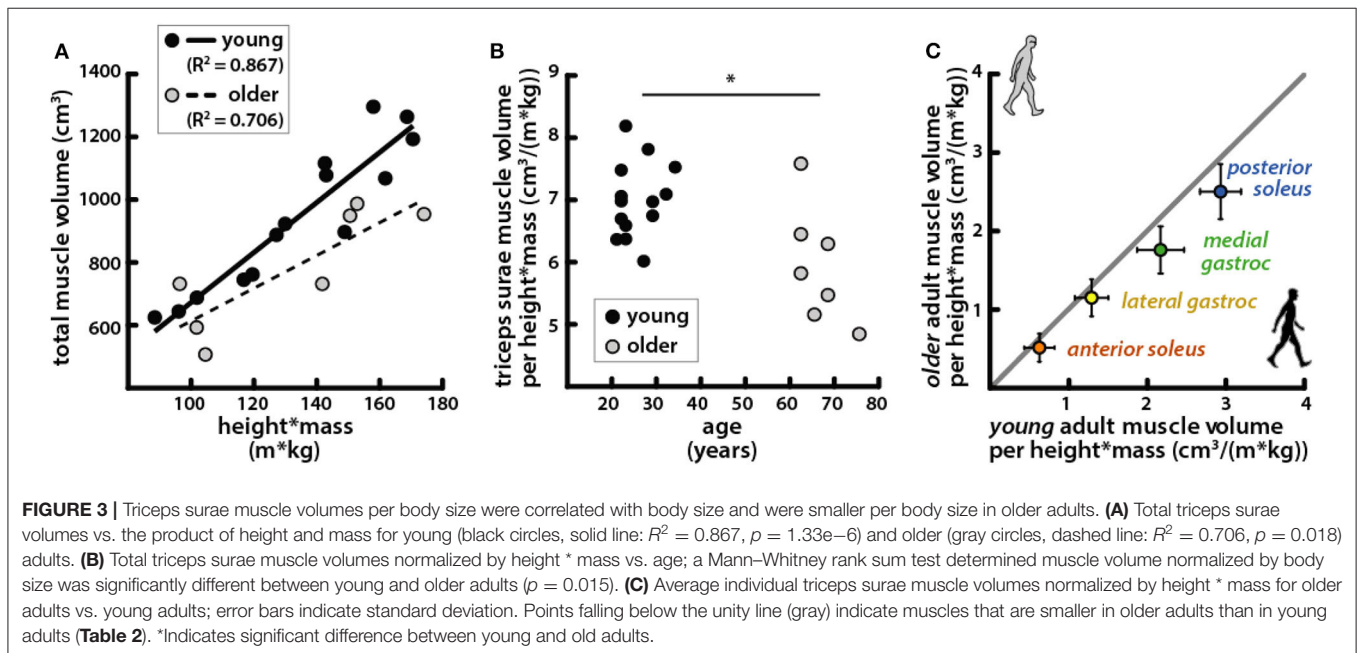 A
young
(R² = 0.867)
older
(R² = 0.706)
total muscle volume (cm³)
1400
1200
1000
800
600
100 120 140 160 180
height*mass
(m*kg)
B
*
triceps surae muscle volume
per height*mass (cm³/(m*kg))
9
8
7
6
5
young
older
20 30 40 50 60 70 80
age
(years)
C
older adult muscle volume
per height*mass (cm³/(m*kg))
4
3
2
1
posterior
soleus
medial
gastroc
lateral gastroc
anterior soleus
1 2 3 4
young adult muscle volume
per height*mass (cm³/(m*kg))
FIGURE 3 | Triceps surae muscle volumes per body size were correlated with body size and were smaller per body size in older adults. (A) Total triceps surae
volumes vs. the product of height and mass for young (black circles, solid line: R² = 0.867, p = 1.33e−6) and older (gray circles, dashed line: R² = 0.706, p = 0.018)
adults. (B) Total triceps surae muscle volumes normalized by height * mass vs. age; a Mann–Whitney rank sum test determined muscle volume normalized by body
size was significantly different between young and older adults (p = 0.015). (C) Average individual triceps surae muscle volumes normalized by height * mass for older
adults vs. young adults; error bars indicate standard deviation. Points falling below the unity line (gray) indicate muscles that are smaller in older adults than in young
adults (Table 2). *Indicates significant difference between young and old adults.